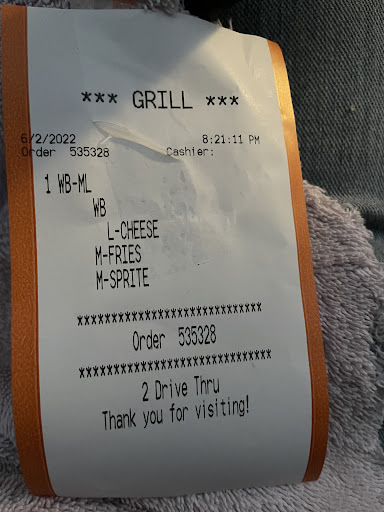 *** GRILL ***
6/2/2022 8:21:11 PM
Order 535328 Cashier:
1 WB-ML
WB
L-CHEESE
M-FRIES
M-SPRITE
*****************************
Order 535328
*****************************
2 Drive Thru
Thank you for visiting!